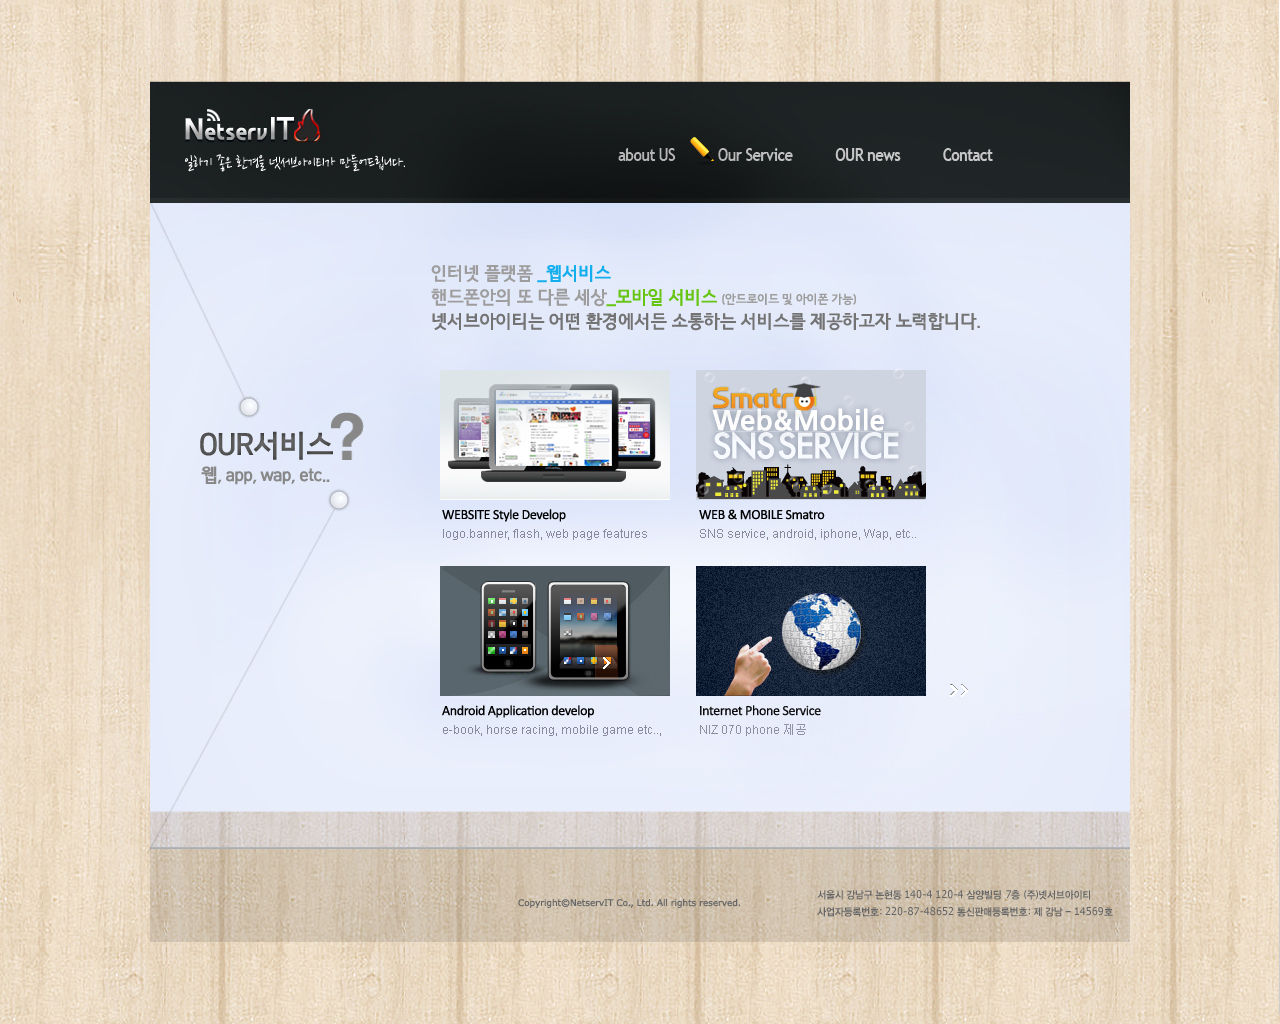 NetservIT
일하기 좋은 환경을 넷서브아이티가 만들어드립니다.
about US Our Service OUR news Contact
인터넷 플랫폼 _웹서비스
핸드폰안의 또 다른 세상_모바일 서비스 (안드로이드 및 아이폰 가능)
넷서브아이티는 어떤 환경에서든 소통하는 서비스를 제공하고자 노력합니다.
OUR서비스?
웹, app, wap, etc..
Smatro
Web&Mobile
SNS SERVICE
WEBSITE Style Develop
logo.banner, flash, web page features
WEB & MOBILE Smatro
SNS service, android, iphone, Wap, etc..
Android Application develop
e-book, horse racing, mobile game etc..,
Internet Phone Service
NIZ 070 phone 제공
Copyright©NetservIT Co., Ltd. All rights reserved.
서울시 강남구 논현동 140-4 120-4 삼양빌딩 7층 (주)넷서브아이티
사업자등록번호: 220-87-48652 통신판매등록번호: 제 강남 – 14569호